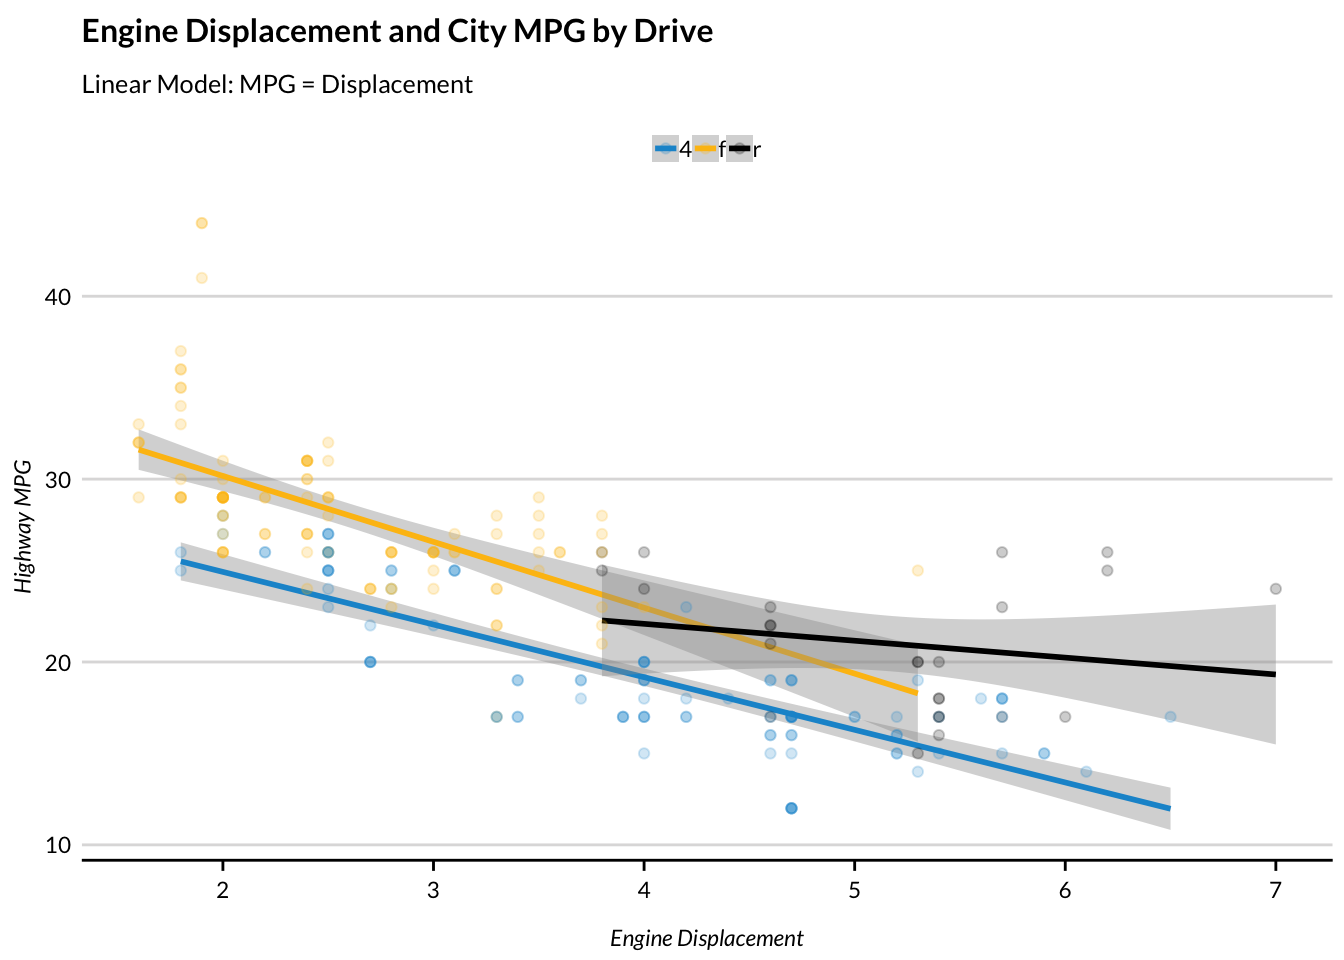 Engine Displacement and City MPG by Drive
Linear Model: MPG = Displacement
4 f r
40
30
20
10
Highway MPG
2 3 4 5 6 7
Engine Displacement